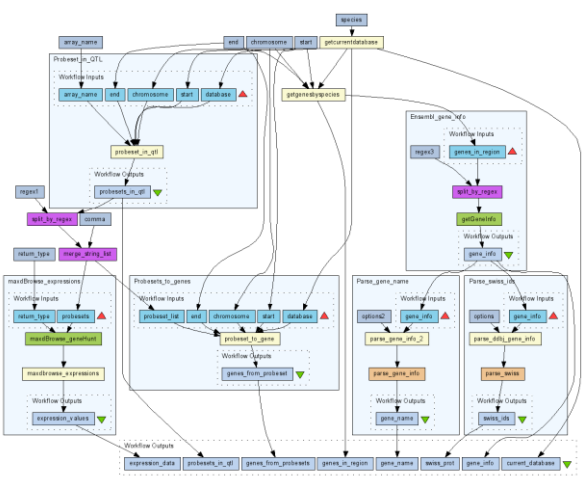 species
array_name
end
chromosome
start
getcurrentdatabase
Probeset_in_QTL
Workflow Inputs
array_name
end
chromosome
start
database
getgenesbyspecies
Ensembl_gene_info
Workflow Inputs
regex3
genes_in_region
probeset_in_qtl
Workflow Outputs
probesets_in_qtl
split_by_regex
getGeneInfo
Workflow Outputs
gene_info
regex1
split_by_regex
comma
return_type
merge_string_list
maxdBrowse_expressions
Workflow Inputs
return_type
probesets
maxdBrowse_geneHunt
maxdbrowse_expressions
Workflow Outputs
expression_values
Probesets_to_genes
Workflow Inputs
probeset_list
end
chromosome
start
database
probeset_to_gene
Workflow Outputs
genes_from_probeset
Parse_gene_name
Workflow Inputs
options2
gene_info
parse_gene_info_2
parse_gene_info
Workflow Outputs
gene_name
Parse_swiss_ids
Workflow Inputs
options
gene_info
parse_ddbj_gene_info
parse_swiss
Workflow Outputs
swiss_ids
Workflow Outputs
expression_data
probesets_in_qtl
genes_from_probesets
genes_in_region
gene_name
swiss_prot
gene_info
current_database